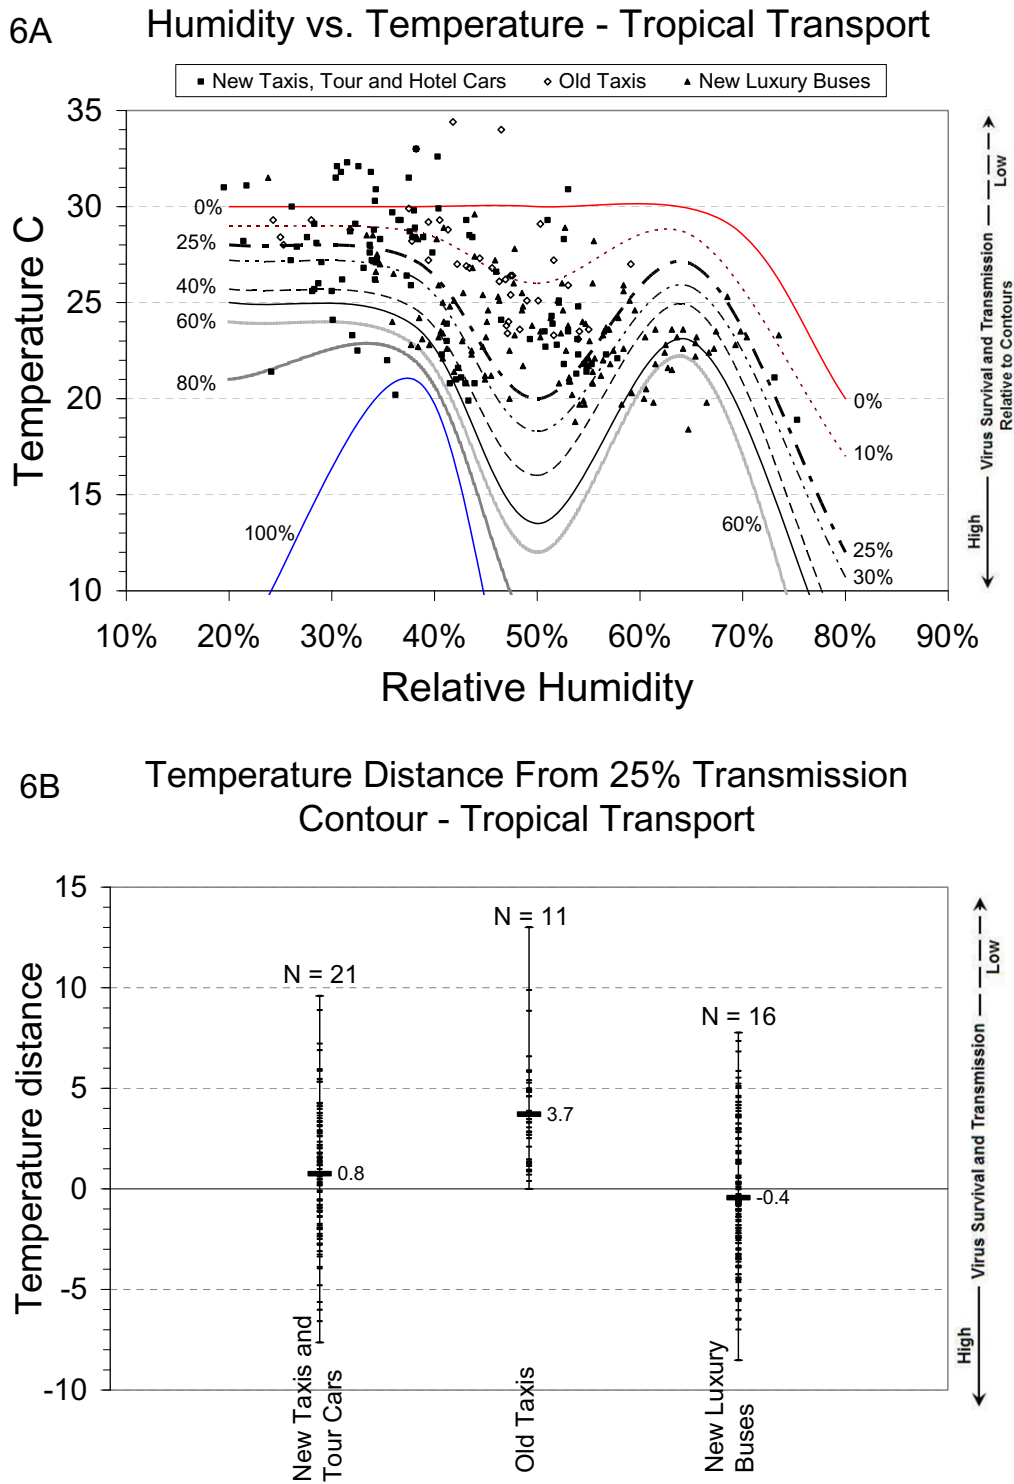 6A
Humidity vs. Temperature - Tropical Transport
New Taxis, Tour and Hotel Cars
Old Taxis
New Luxury Buses
35
30
25
20
15
10
Temperature C
0%
25%
40%
60%
80%
100%
60%
0%
10%
25%
30%
10%
20%
30%
40%
50%
60%
70%
80%
90%
Relative Humidity
High
Virus Survival and Transmission
Relative to Contours
Low
6B
Temperature Distance From 25% Transmission
Contour - Tropical Transport
15
10
5
0
-5
-10
Temperature distance
N = 21
N = 11
N = 16
0.8
3.7
-0.4
New Taxis and
Tour Cars
Old Taxis
New Luxury
Buses
High
Virus Survival and Transmission
Low